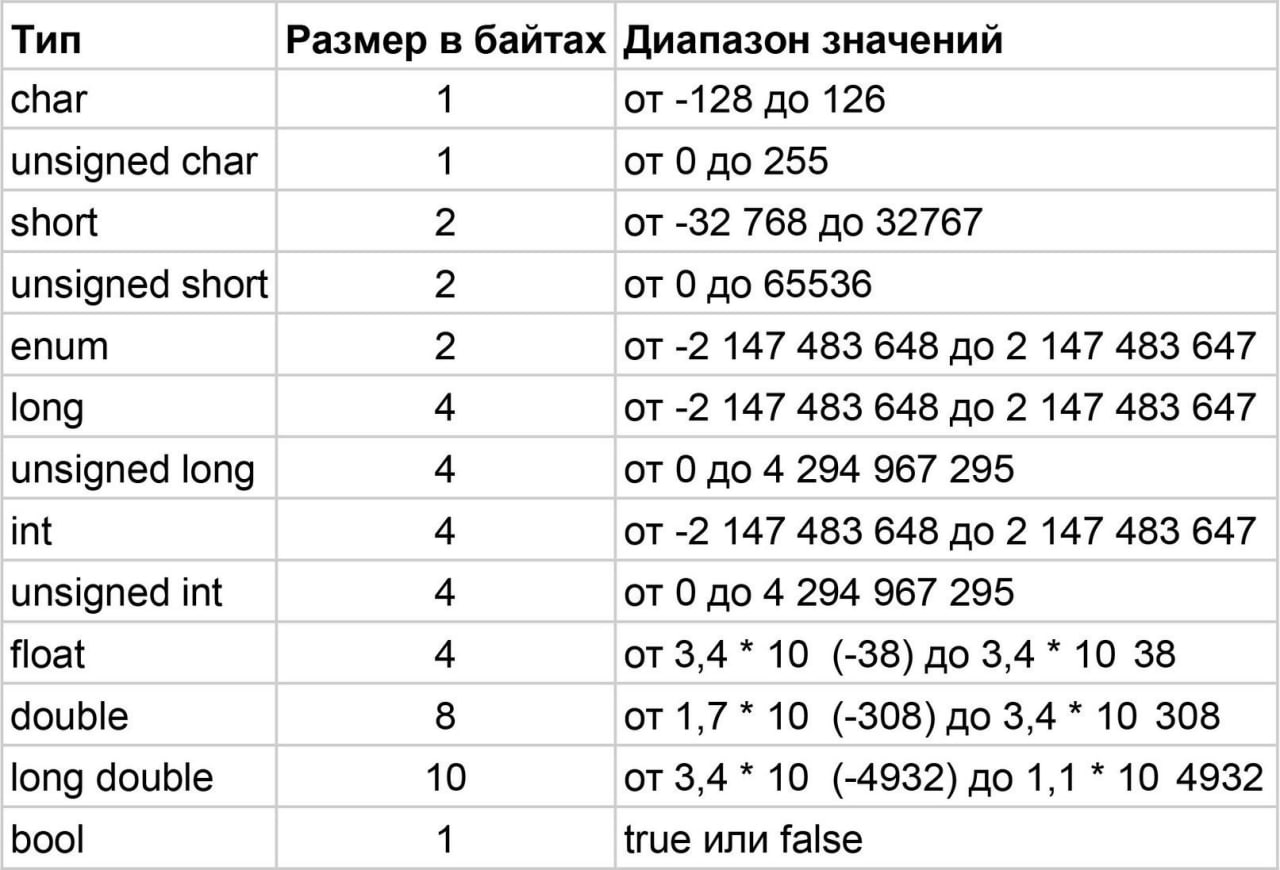 Тип Размер в байтах Диапазон значений
char 1 от -128 до 126
unsigned char 1 от 0 до 255
short 2 от -32 768 до 32767
unsigned short 2 от 0 до 65536
enum 2 от -2 147 483 648 до 2 147 483 647
long 4 от -2 147 483 648 до 2 147 483 647
unsigned long 4 от 0 до 4 294 967 295
int 4 от -2 147 483 648 до 2 147 483 647
unsigned int 4 от 0 до 4 294 967 295
float 4 от 3,4 * 10 (-38) до 3,4 * 10 38
double 8 от 1,7 * 10 (-308) до 3,4 * 10 308
long double 10 от 3,4 * 10 (-4932) до 1,1 * 10 4932
bool 1 true или false